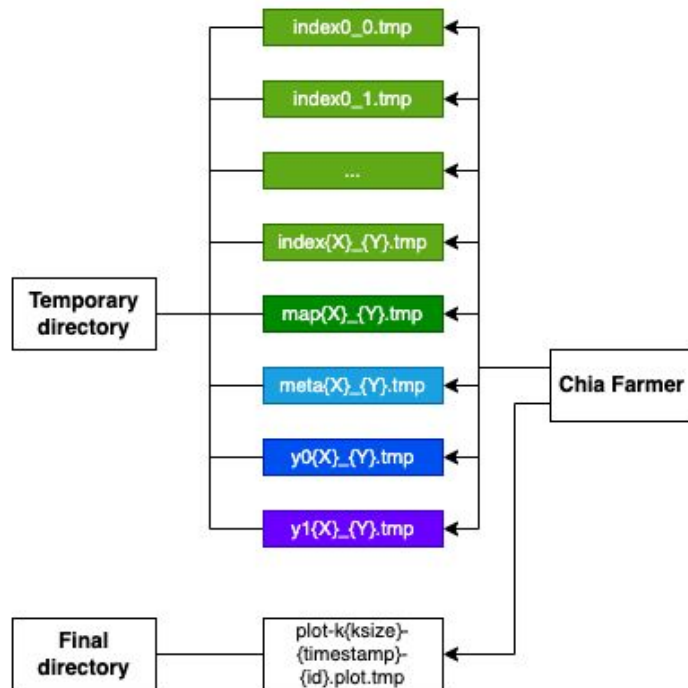 index0_0.tmp
index0_1.tmp
...
index{X}_{Y}.tmp
Temporary
directory
map{X}_{Y}.tmp
meta{X}_{Y}.tmp
Chia Farmer
y0{X}_{Y}.tmp
y1{X}_{Y}.tmp
Final
directory
plot-k{ksize}-
{timestamp}-
{id}.plot.tmp